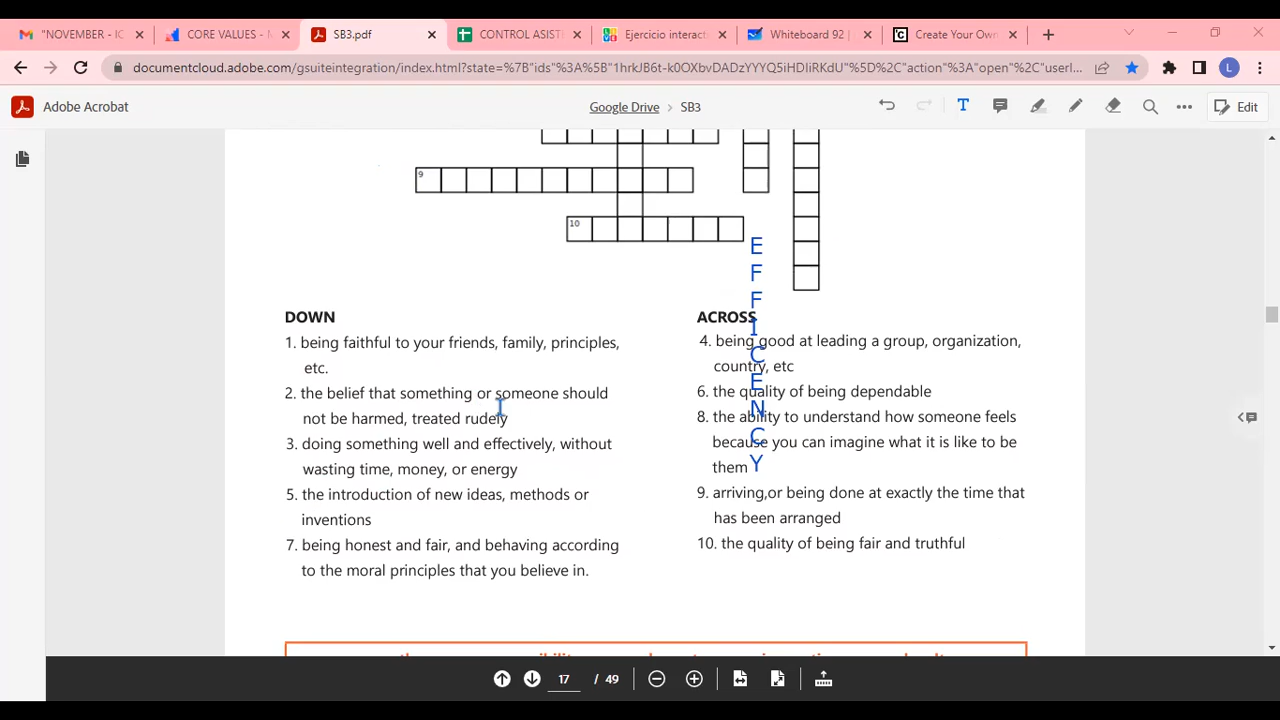 "NOVEMBER - IC
CORE VALUES - M
SB3.pdf
CONTROL ASIST
Ejercicio interact
Whiteboard 92 |
Create Your Own
documentcloud.adobe.com/gsuiteintegration/index.html?state=%7B"ids"%3A%5B"1hrkJB6t-k0OXbvDADzYYYQ5iHDIiRKdU"%5D%2C"action"%3A"open"%2C"userI...
L
Adobe Acrobat
Google Drive > SB3
T
Edit
9
10
E
F
F
I
C
E
N
C
Y
DOWN
1. being faithful to your friends, family, principles,
etc.
2. the belief that something or someone should
not be harmed, treated rudely
3. doing something well and effectively, without
wasting time, money, or energy
5. the introduction of new ideas, methods or
inventions
7. being honest and fair, and behaving according
to the moral principles that you believe in.
ACROSS
4. being good at leading a group, organization,
country, etc
6. the quality of being dependable
8. the ability to understand how someone feels
because you can imagine what it is like to be
them
9. arriving,or being done at exactly the time that
has been arranged
10. the quality of being fair and truthful
17 / 49